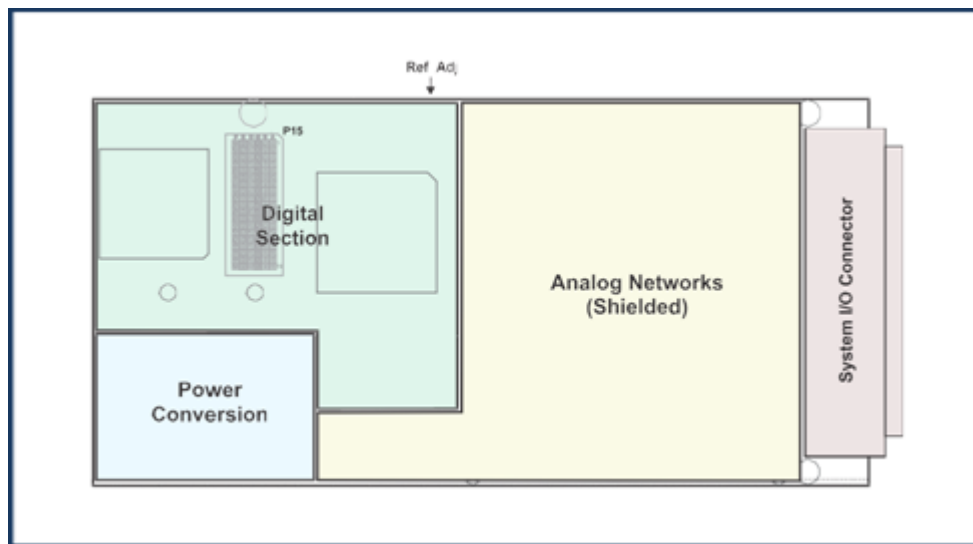 Ref Adj
P15
Digital
Section
Analog Networks
(Shielded)
System I/O Connector
Power
Conversion